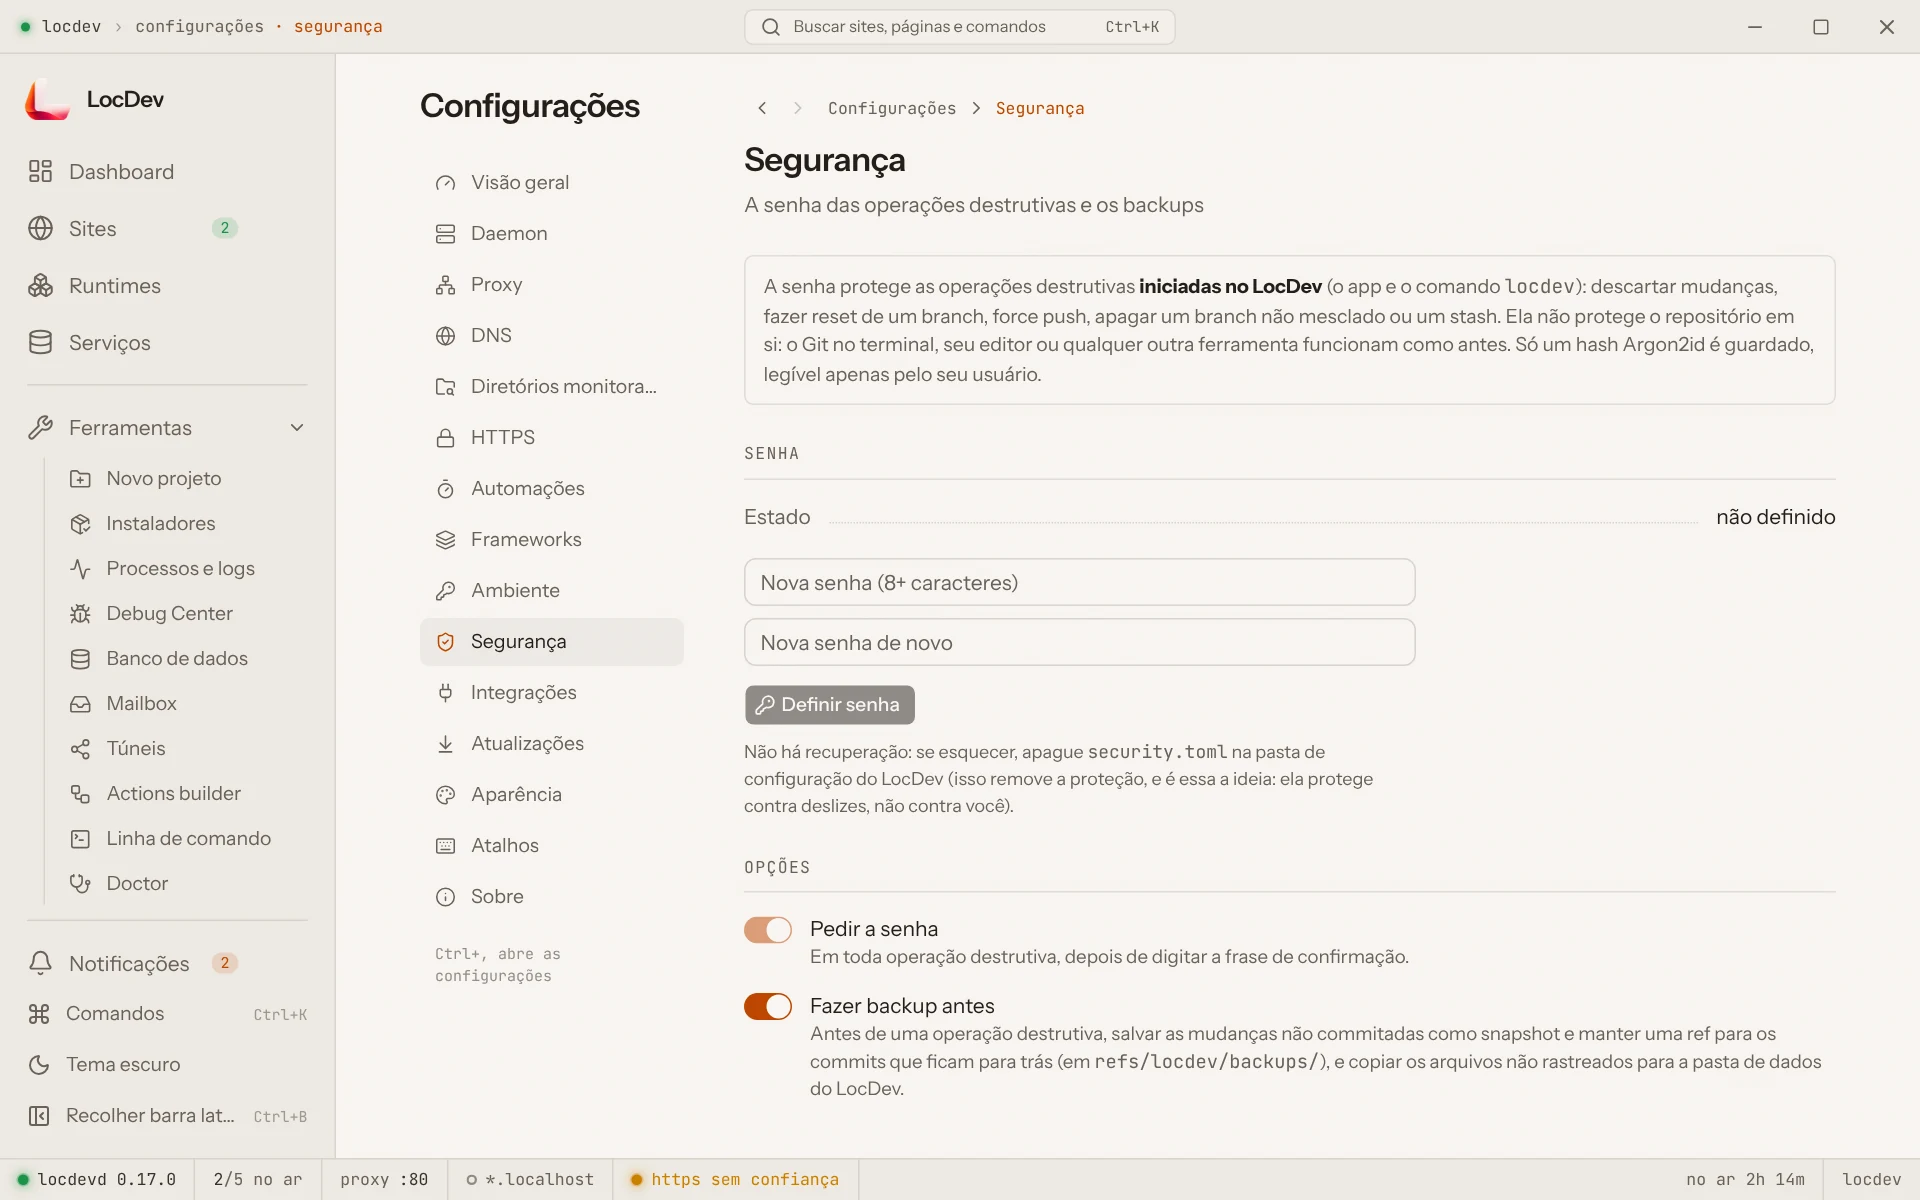 locdev › configurações · segurança
Buscar sites, páginas e comandos Ctrl+K
LocDev
Dashboard
Sites 2
Runtimes
Serviços
Ferramentas
Novo projeto
Instaladores
Processos e logs
Debug Center
Banco de dados
Mailbox
Túneis
Actions builder
Linha de comando
Doctor
Notificações 2
Comandos Ctrl+K
Tema escuro
Recolher barra lat... Ctrl+B
Configurações
Visão geral
Daemon
Proxy
DNS
Diretórios monitora...
HTTPS
Automações
Frameworks
Ambiente
Segurança
Integrações
Atualizações
Aparência
Atalhos
Sobre
Ctrl+, abre as
configurações
Configurações > Segurança
Segurança
A senha das operações destrutivas e os backups
A senha protege as operações destrutivas iniciadas no LocDev (o app e o comando locdev): descartar mudanças,
fazer reset de um branch, force push, apagar um branch não mesclado ou um stash. Ela não protege o repositório em
si: o Git no terminal, seu editor ou qualquer outra ferramenta funcionam como antes. Só um hash Argon2id é guardado,
legível apenas pelo seu usuário.
SENHA
Estado não definido
Nova senha (8+ caracteres)
Nova senha de novo
Definir senha
Não há recuperação: se esquecer, apague security.toml na pasta de
configuração do LocDev (isso remove a proteção, e é essa a ideia: ela protege
contra deslizes, não contra você).
OPÇÕES
Pedir a senha
Em toda operação destrutiva, depois de digitar a frase de confirmação.
Fazer backup antes
Antes de uma operação destrutiva, salvar as mudanças não commitadas como snapshot e manter uma ref para os
commits que ficam para trás (em refs/locdev/backups/), e copiar os arquivos não rastreados para a pasta de dados
do LocDev.
locdevd 0.17.0 2/5 no ar proxy :80 *.localhost https sem confiança no ar 2h 14m locdev